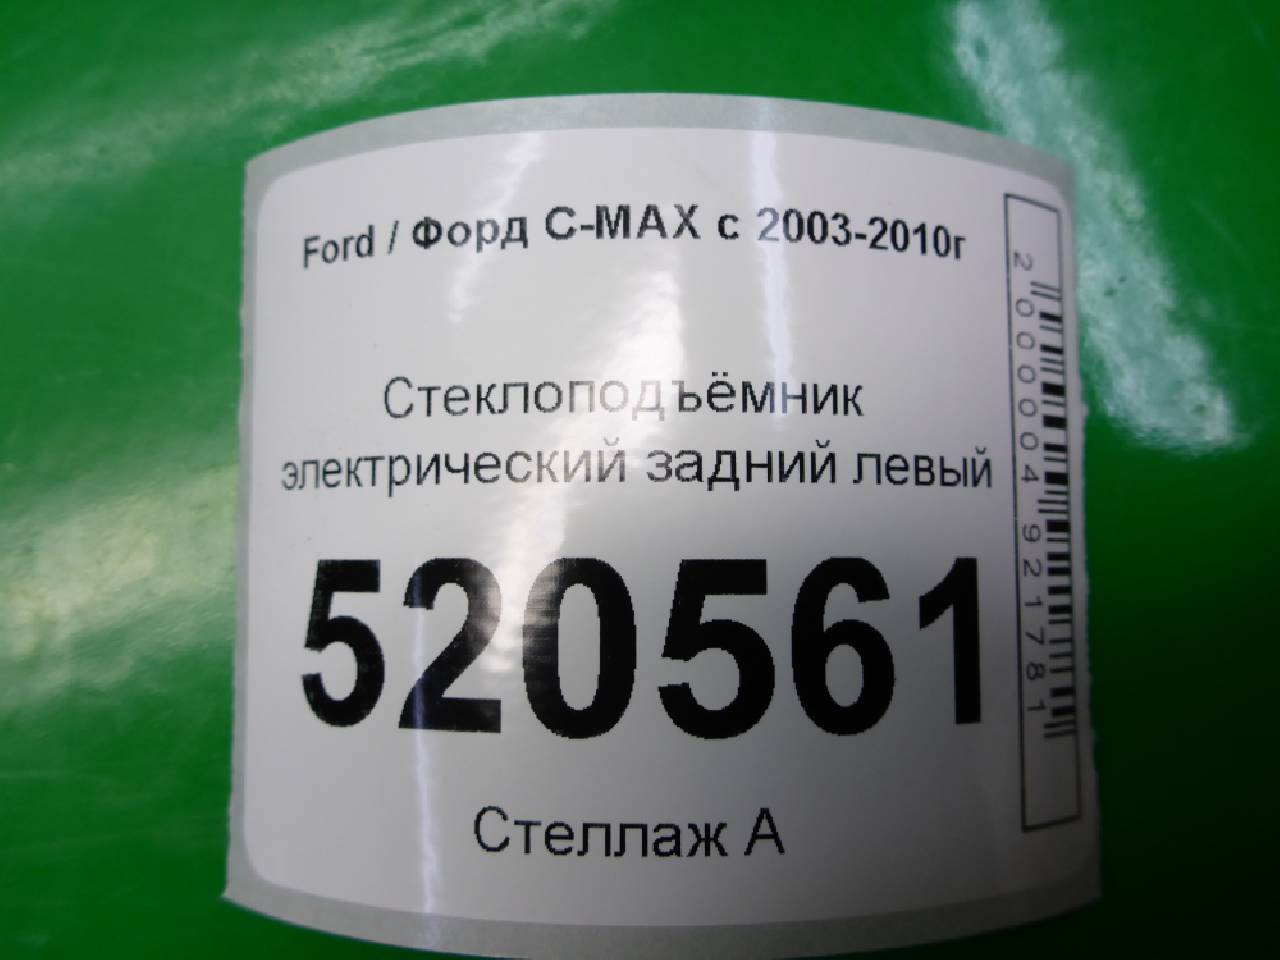 Ford / Форд C-MAX с 2003-2010г
Стеклоподъёмник
электрический задний левый
520561
Стеллаж А
2000004921781